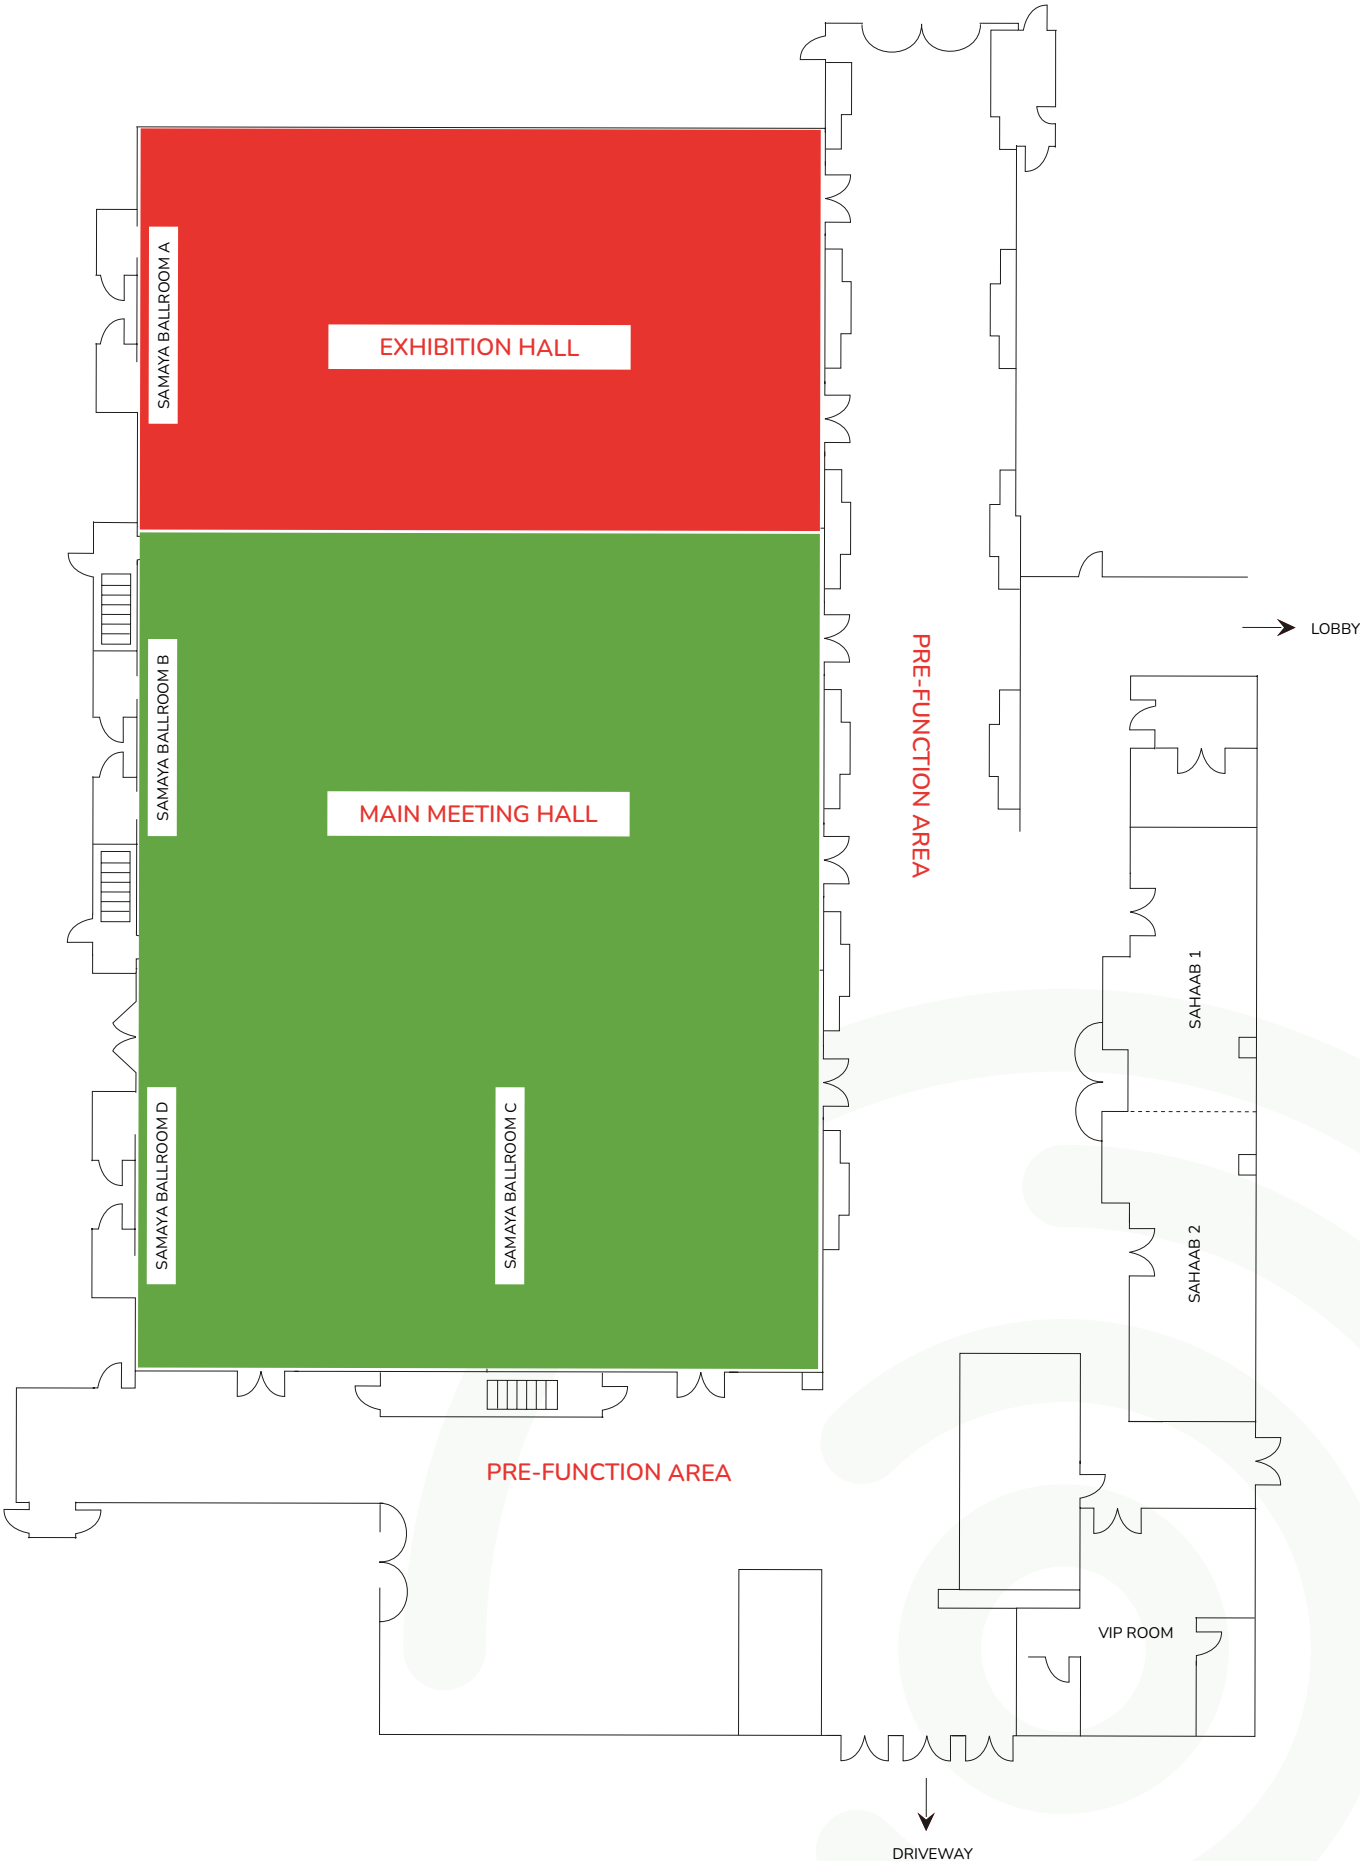 SAMAYA BALLROOM A
EXHIBITION HALL
LOBBY
SAMAYA BALLROOM B
PRE-FUNCTION AREA
MAIN MEETING HALL
SAHAAB 1
SAMAYA BALLROOM D
SAMAYA BALLROOM C
SAHAAB 2
PRE-FUNCTION AREA
VIP ROOM
DRIVEWAY